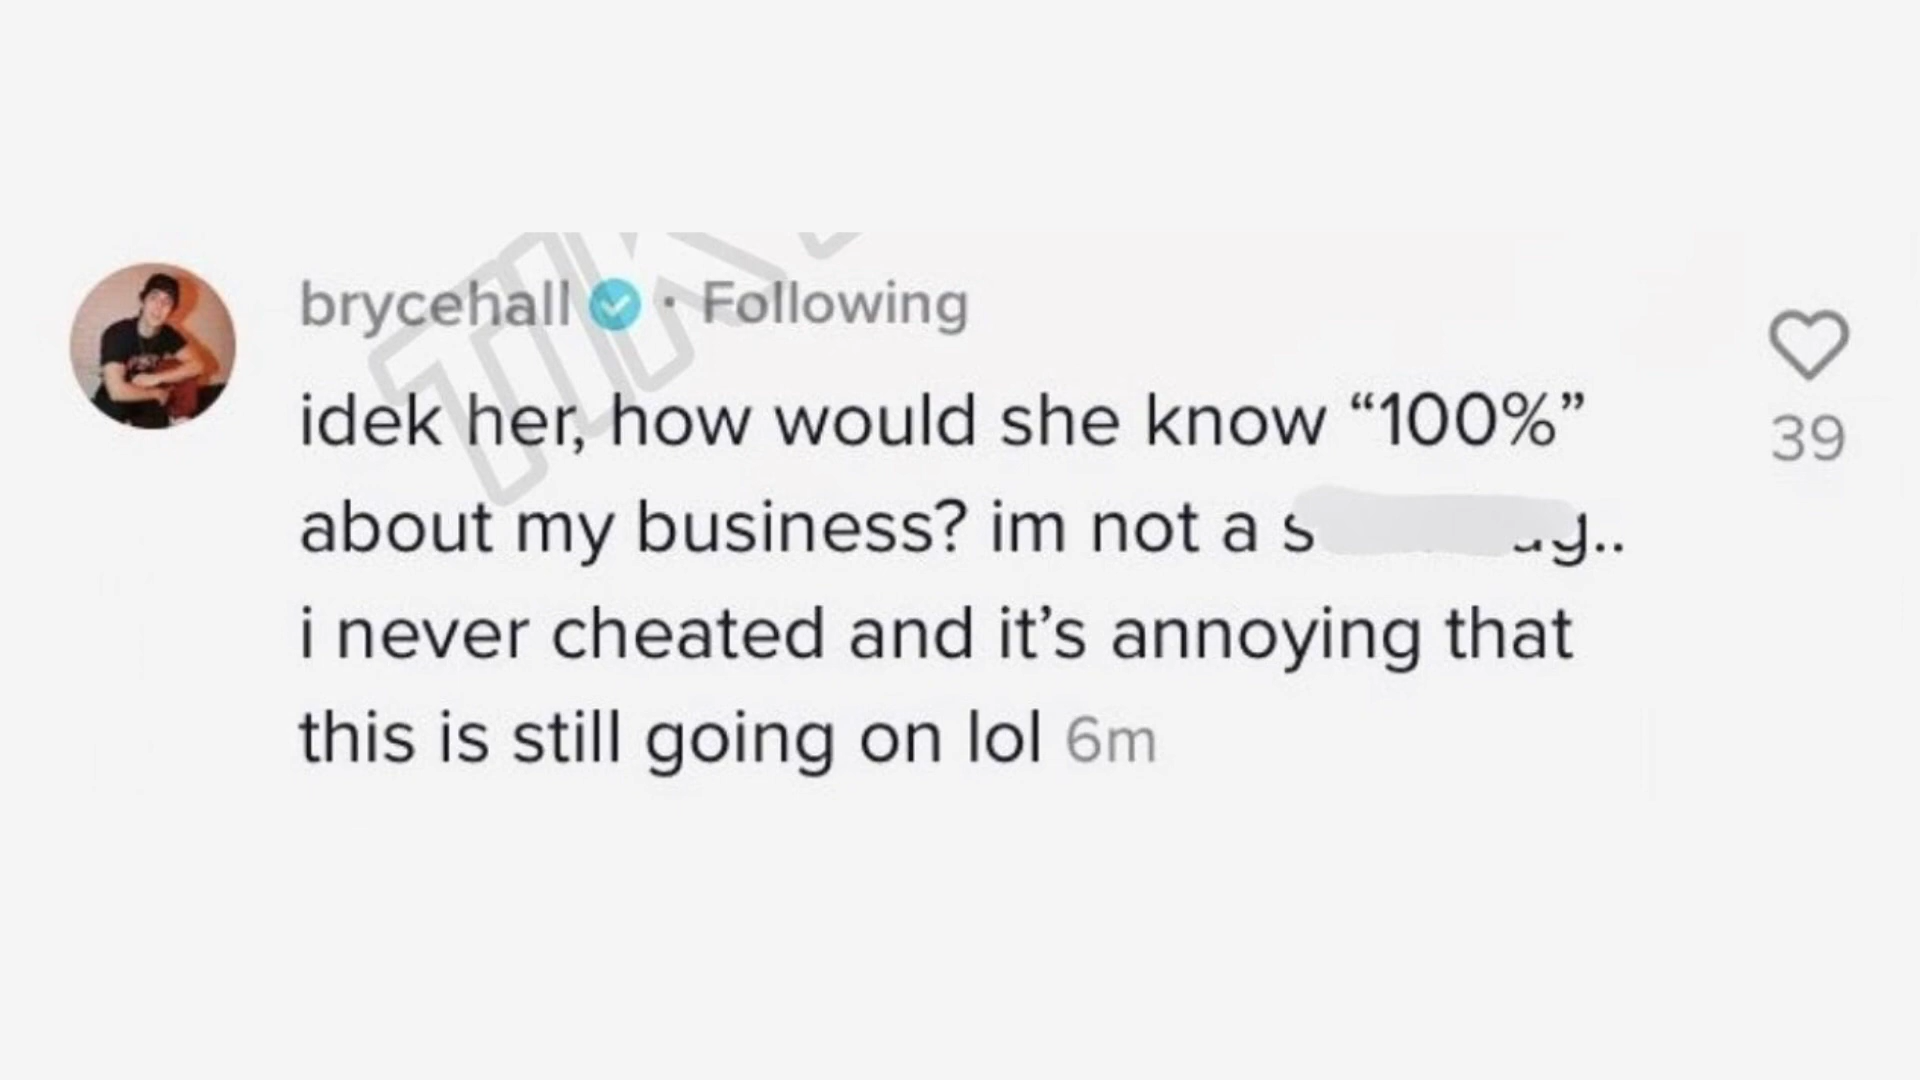 brycehall · Following
idek her, how would she know “100%”
39
about my business? im not a
i never cheated and it’s annoying that
this is still going on lol 6m